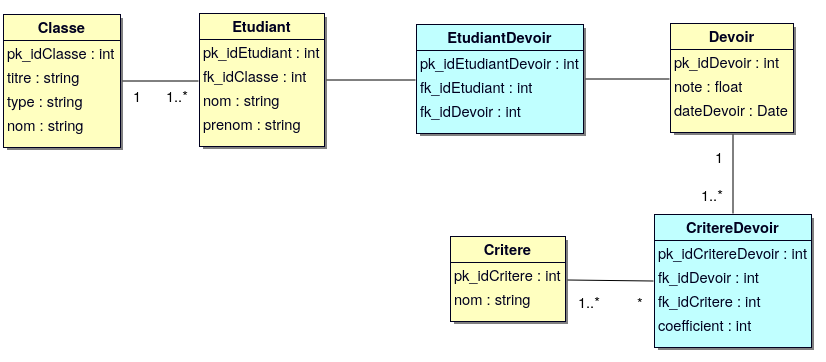 Classe
pk_idClasse : int
titre : string
type : string
nom : string
1
1..*
Etudiant
pk_idEtudiant : int
fk_idClasse : int
nom : string
prenom : string
EtudiantDevoir
pk_idEtudiantDevoir : int
fk_idEtudiant : int
fk_idDevoir : int
Devoir
pk_idDevoir : int
note : float
dateDevoir : Date
1
1..*
Critere
pk_idCritere : int
nom : string
1..*
*
CritereDevoir
pk_idCritereDevoir : int
fk_idDevoir : int
fk_idCritere : int
coefficient : int